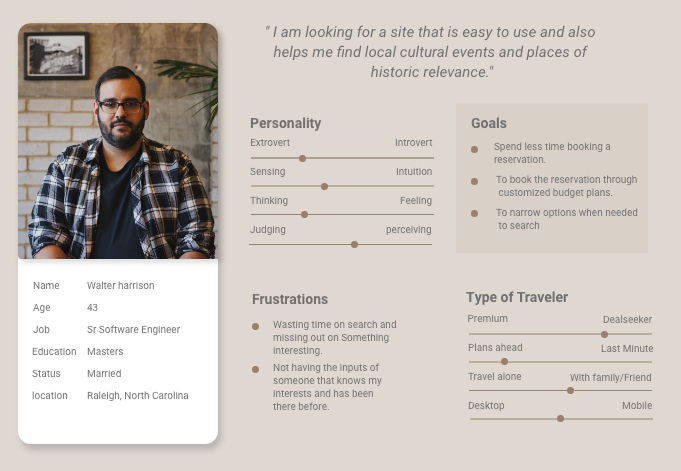 " I am looking for a site that is easy to use and also
helps me find local cultural events and places of
historic relevance."
Name Walter harrison
Age 43
Job Sr Software Engineer
Education Masters
Status Married
location Raleigh, North Carolina
Personality
Extrovert Introvert
Sensing Intuition
Thinking Feeling
Judging perceiving
Goals
Spend less time booking a
reservation.
To book the reservation through
customized budget plans.
To narrow options when needed
to search
Frustrations
Wasting time on search and
missing out on Something
interesting.
Not having the inputs of
someone that knows my
interests and has been
there before.
Type of Traveler
Premium Dealseeker
Plans ahead Last Minute
Travel alone With family/Friend
Desktop Mobile